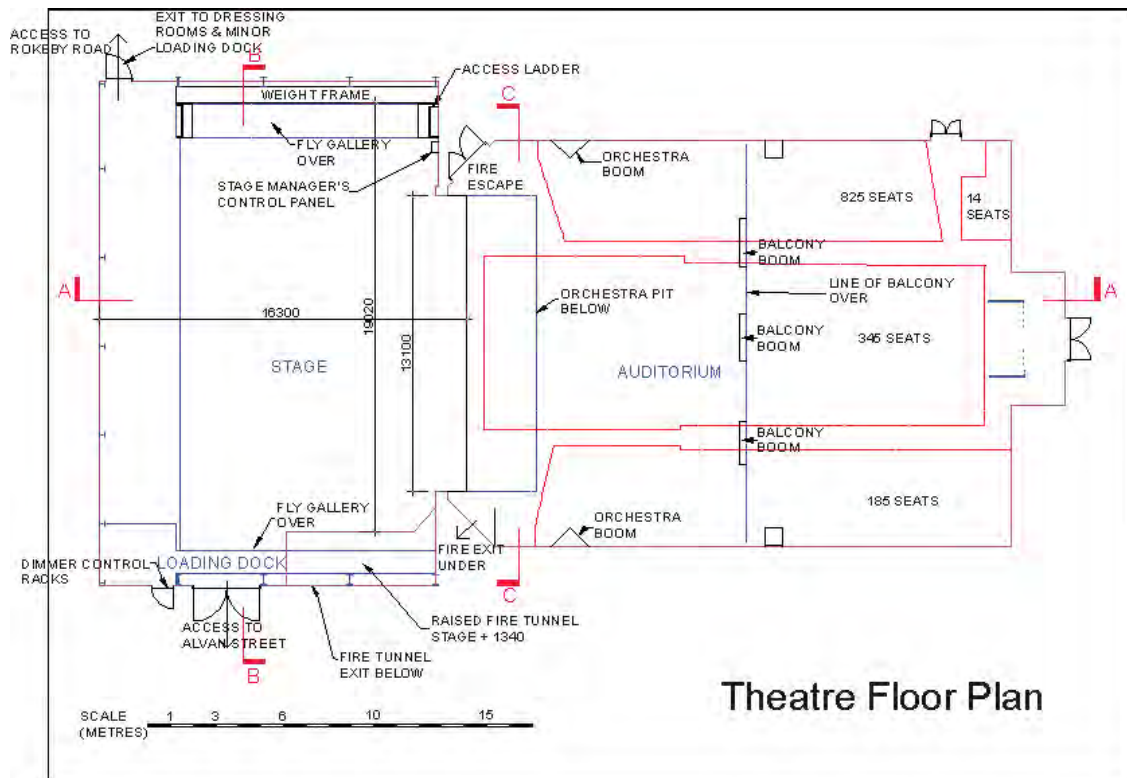 EXIT TO DRESSING
ROOMS & MINOR
LOADING DOCK
ACCESS TO
ROKEBY ROAD
B
ACCESS LADDER
WEIGHT FRAME
C
FLY GALLERY
OVER
ORCHESTRA
BOOM
FIRE
ESCAPE
STAGE MANAGER'S
CONTROL PANEL
825 SEATS
14
SEATS
BALCONY
BOOM
A
A
LINE OF BALCONY
OVER
ORCHESTRA PIT
BELOW
16300
19020
13100
345 SEATS
BALCONY
BOOM
STAGE
AUDITORIUM
BALCONY
BOOM
185 SEATS
FLY GALLERY
OVER
ORCHESTRA
BOOM
FIRE EXIT
UNDER
DIMMER CONTROL
RACKS
LOADING DOCK
C
ACCESS TO
ALVAN STREET
RAISED FIRE TUNNEL
STAGE + 1340
B
FIRE TUNNEL
EXIT BELOW
Theatre Floor Plan
SCALE
(METRES)
1 3 6 10 15